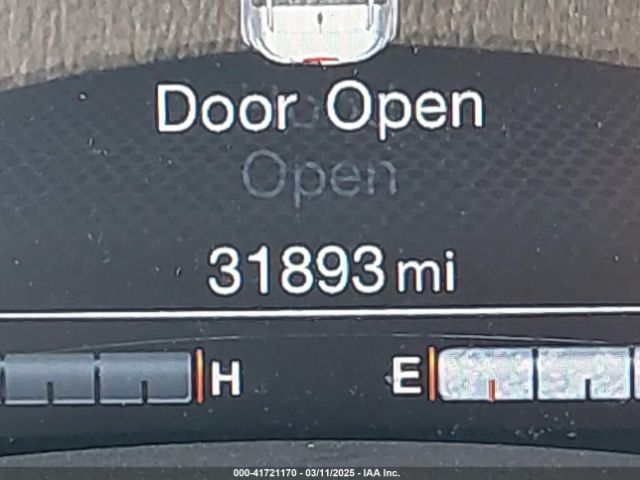 Door Open
Open
31893 mi
H E
000-41721170 - 03/11/2025 - IAA Inc.